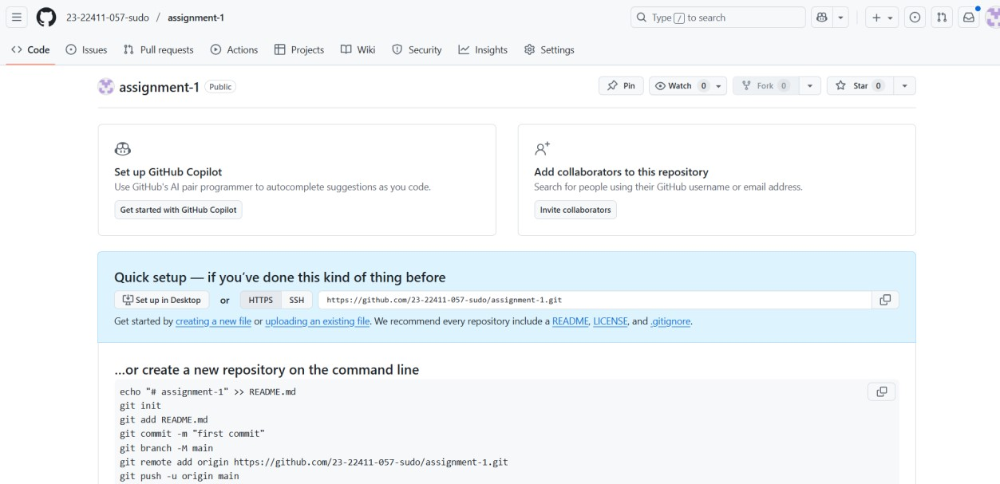 23-22411-057-sudo / assignment-1
Type / to search
Code Issues Pull requests Actions Projects Wiki Security Insights Settings
assignment-1 Public
Pin Watch 0 Fork 0 Star 0
Set up GitHub Copilot
Use GitHub's AI pair programmer to autocomplete suggestions as you code.
Get started with GitHub Copilot
Add collaborators to this repository
Search for people using their GitHub username or email address.
Invite collaborators
Quick setup — if you've done this kind of thing before
Set up in Desktop or HTTPS SSH https://github.com/23-22411-057-sudo/assignment-1.git
Get started by creating a new file or uploading an existing file. We recommend every repository include a README, LICENSE, and .gitignore.
...or create a new repository on the command line
echo "# assignment-1" >> README.md
git init
git add README.md
git commit -m "first commit"
git branch -M main
git remote add origin https://github.com/23-22411-057-sudo/assignment-1.git
git push -u origin main